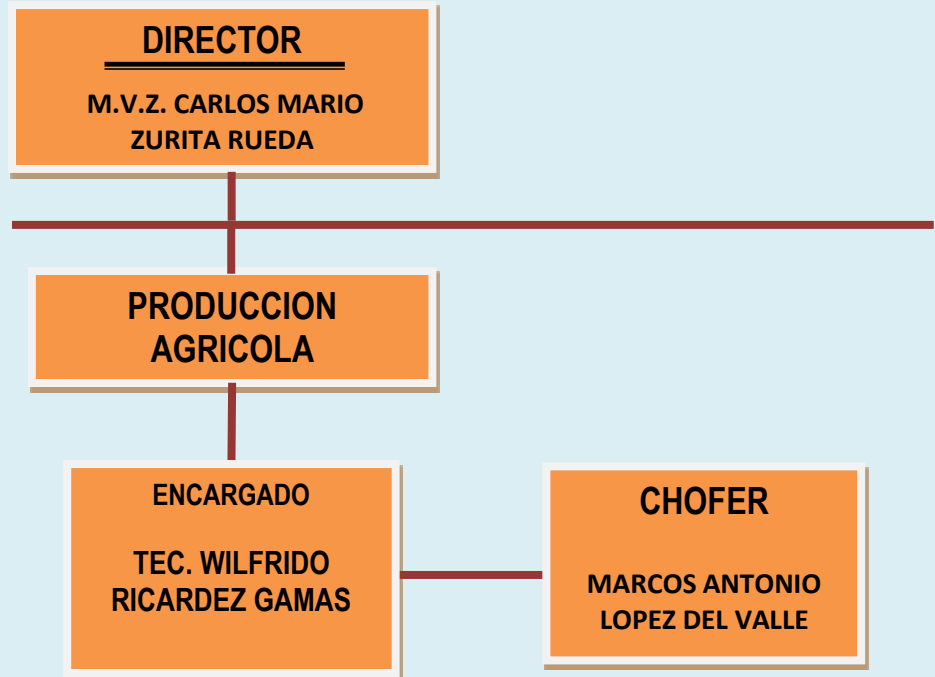 DIRECTOR
M.V.Z. CARLOS MARIO
ZURITA RUEDA
PRODUCCION
AGRICOLA
ENCARGADO
TEC. WILFRIDO
RICARDEZ GAMAS
CHOFER
MARCOS ANTONIO
LOPEZ DEL VALLE